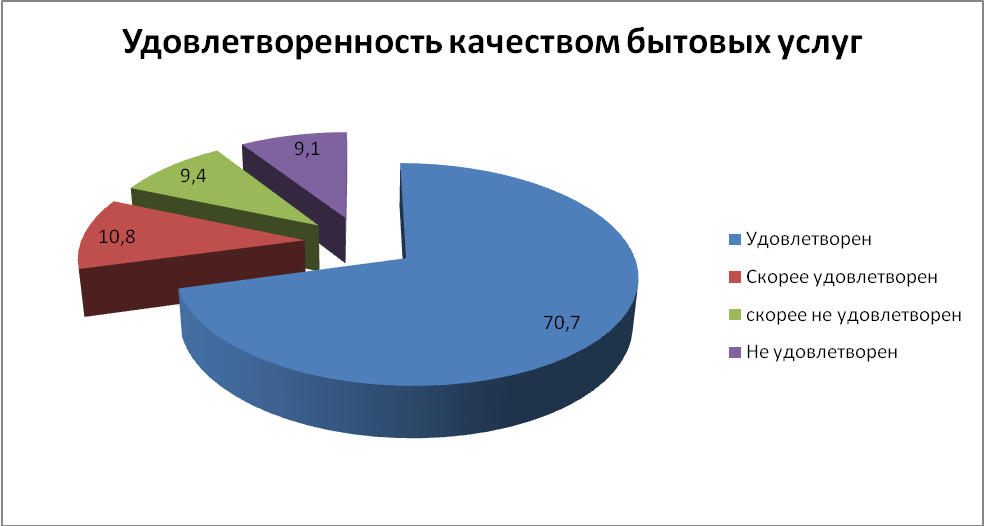 Удовлетворенность качеством бытовых услуг
9,1
9,4
10,8
70,7
Удовлетворен
Скорее удовлетворен
скорее не удовлетворен
Не удовлетворен